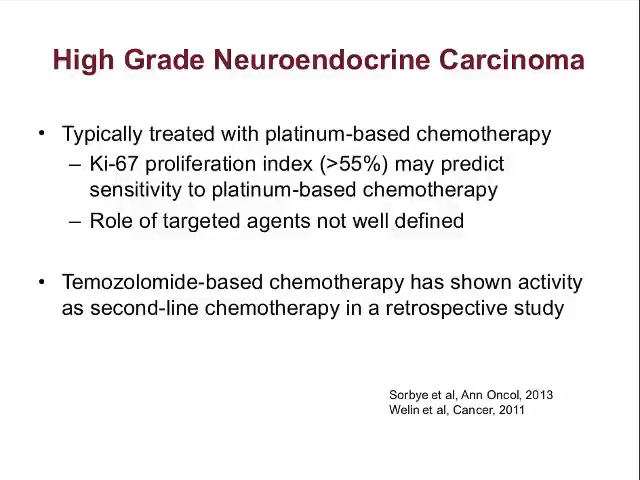 High Grade Neuroendocrine Carcinoma
• Typically treated with platinum-based chemotherapy
– Ki-67 proliferation index (>55%) may predict
sensitivity to platinum-based chemotherapy
– Role of targeted agents not well defined
• Temozolomide-based chemotherapy has shown activity
as second-line chemotherapy in a retrospective study
Sorbye et al, Ann Oncol, 2013
Welin et al, Cancer, 2011